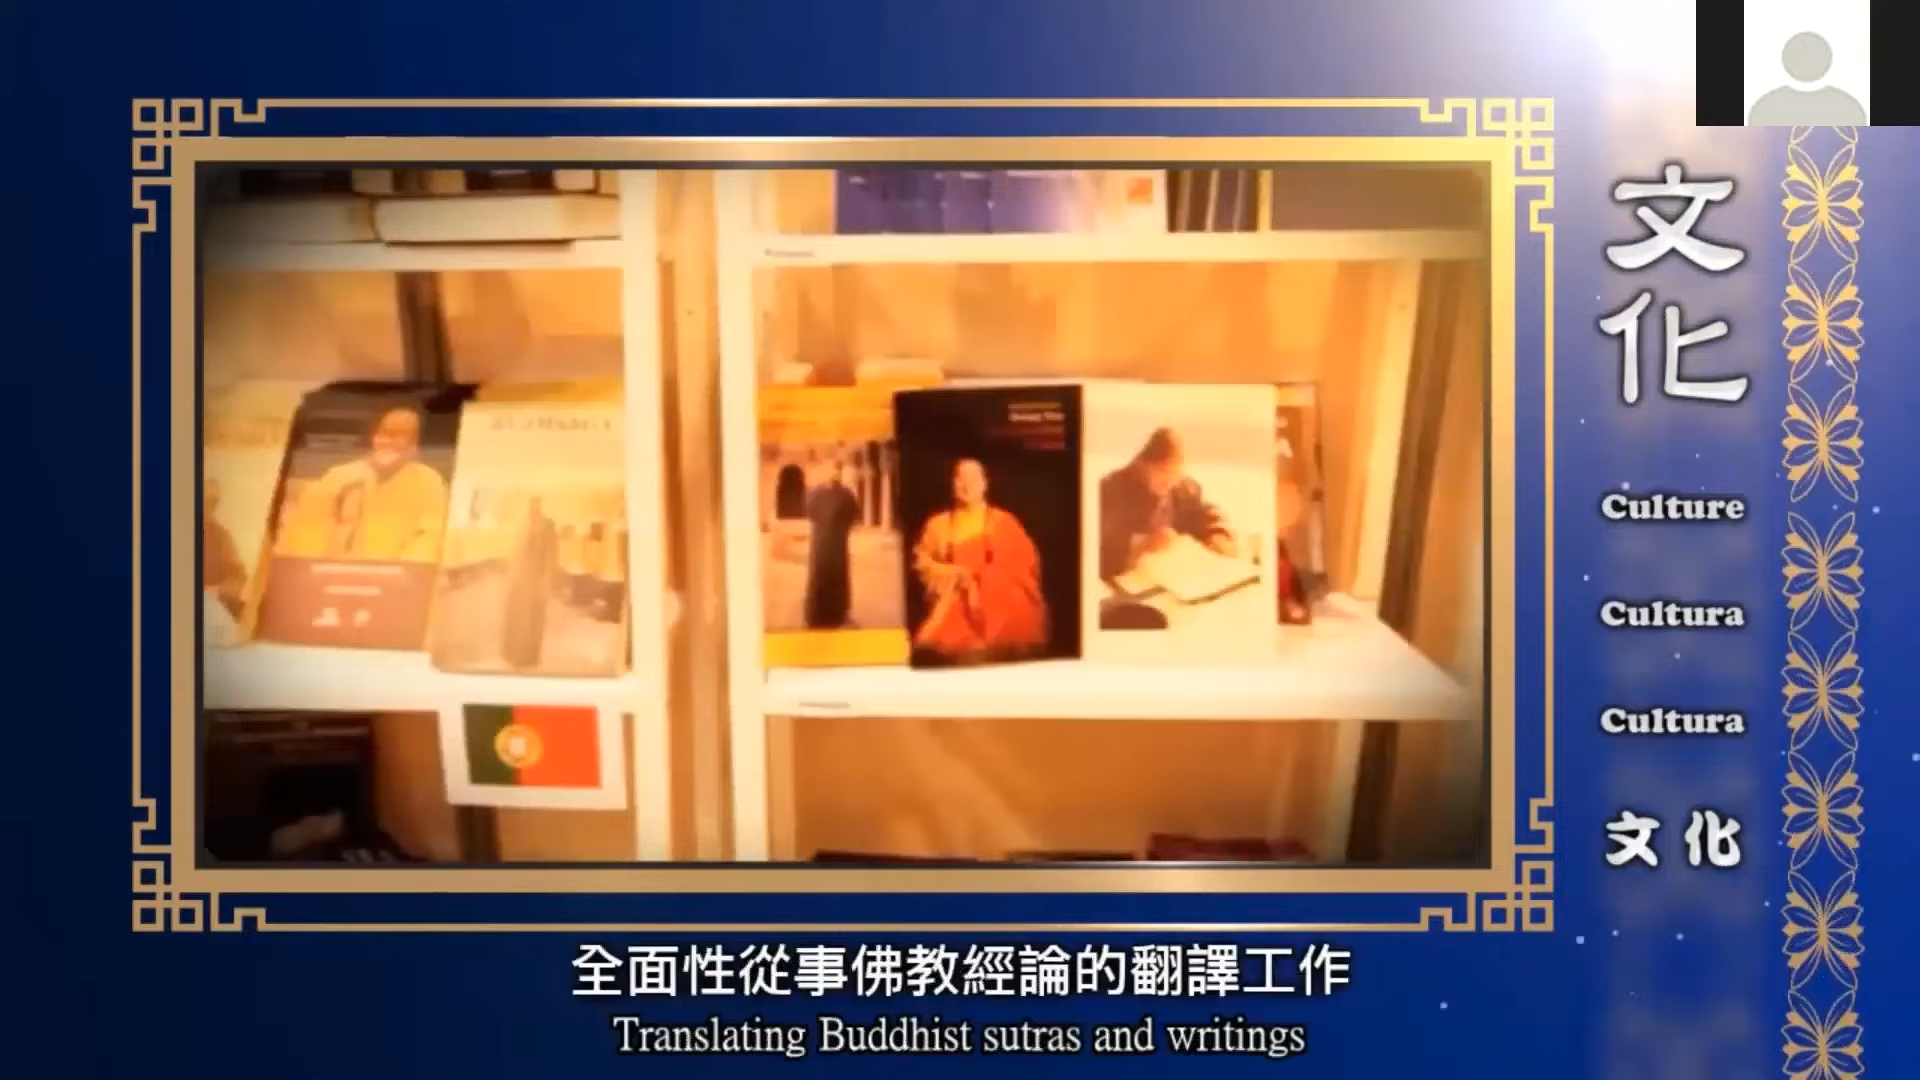 文化
Culture
Cultura
Cultura
文化
全面性從事佛教經論的翻譯工作
Translating Buddhist sutras and writings